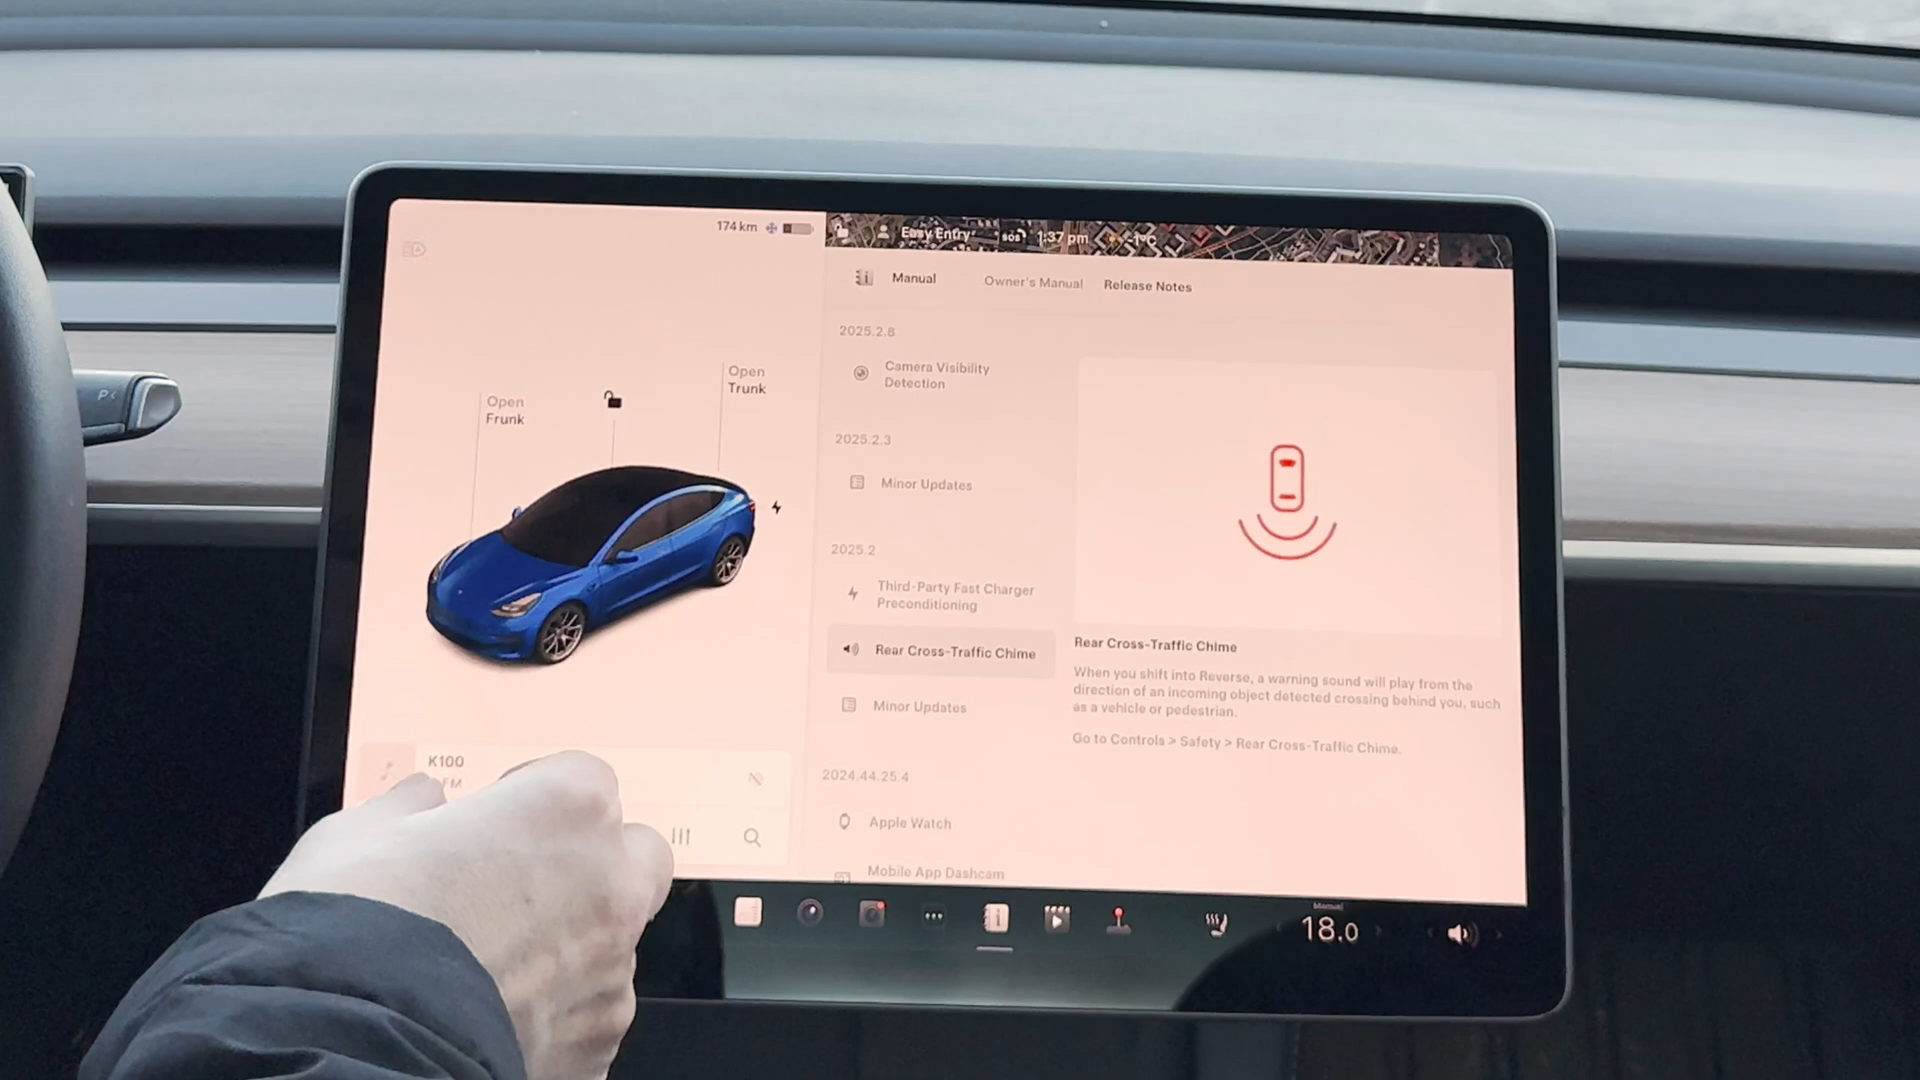 174 km
Easy Entry
SOS
1:37 pm
-1°C
Manual
Owner's Manual
Release Notes
Open
Frunk
Open
Trunk
2025.2.8
Camera Visibility
Detection
2025.2.3
Minor Updates
2025.2
Third-Party Fast Charger
Preconditioning
Rear Cross-Traffic Chime
Minor Updates
2024.44.25.4
Apple Watch
Mobile App Dashcam
Rear Cross-Traffic Chime
When you shift into Reverse, a warning sound will play from the
direction of an incoming object detected crossing behind you, such
as a vehicle or pedestrian.
Go to Controls > Safety > Rear Cross-Traffic Chime.
K100
FM
Manual
18.0
P